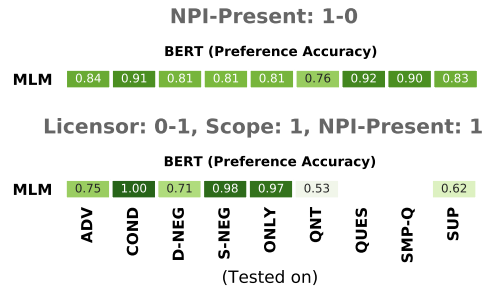 NPI-Present: 1-0
BERT (Preference Accuracy)
MLM 0.84 0.91 0.81 0.81 0.81 0.76 0.92 0.90 0.83
Licensor: 0-1, Scope: 1, NPI-Present: 1
BERT (Preference Accuracy)
MLM 0.75 1.00 0.71 0.98 0.97 0.53 0.62
ADV COND D-NEG S-NEG ONLY QNT QUES SMP-Q SUP
(Tested on)